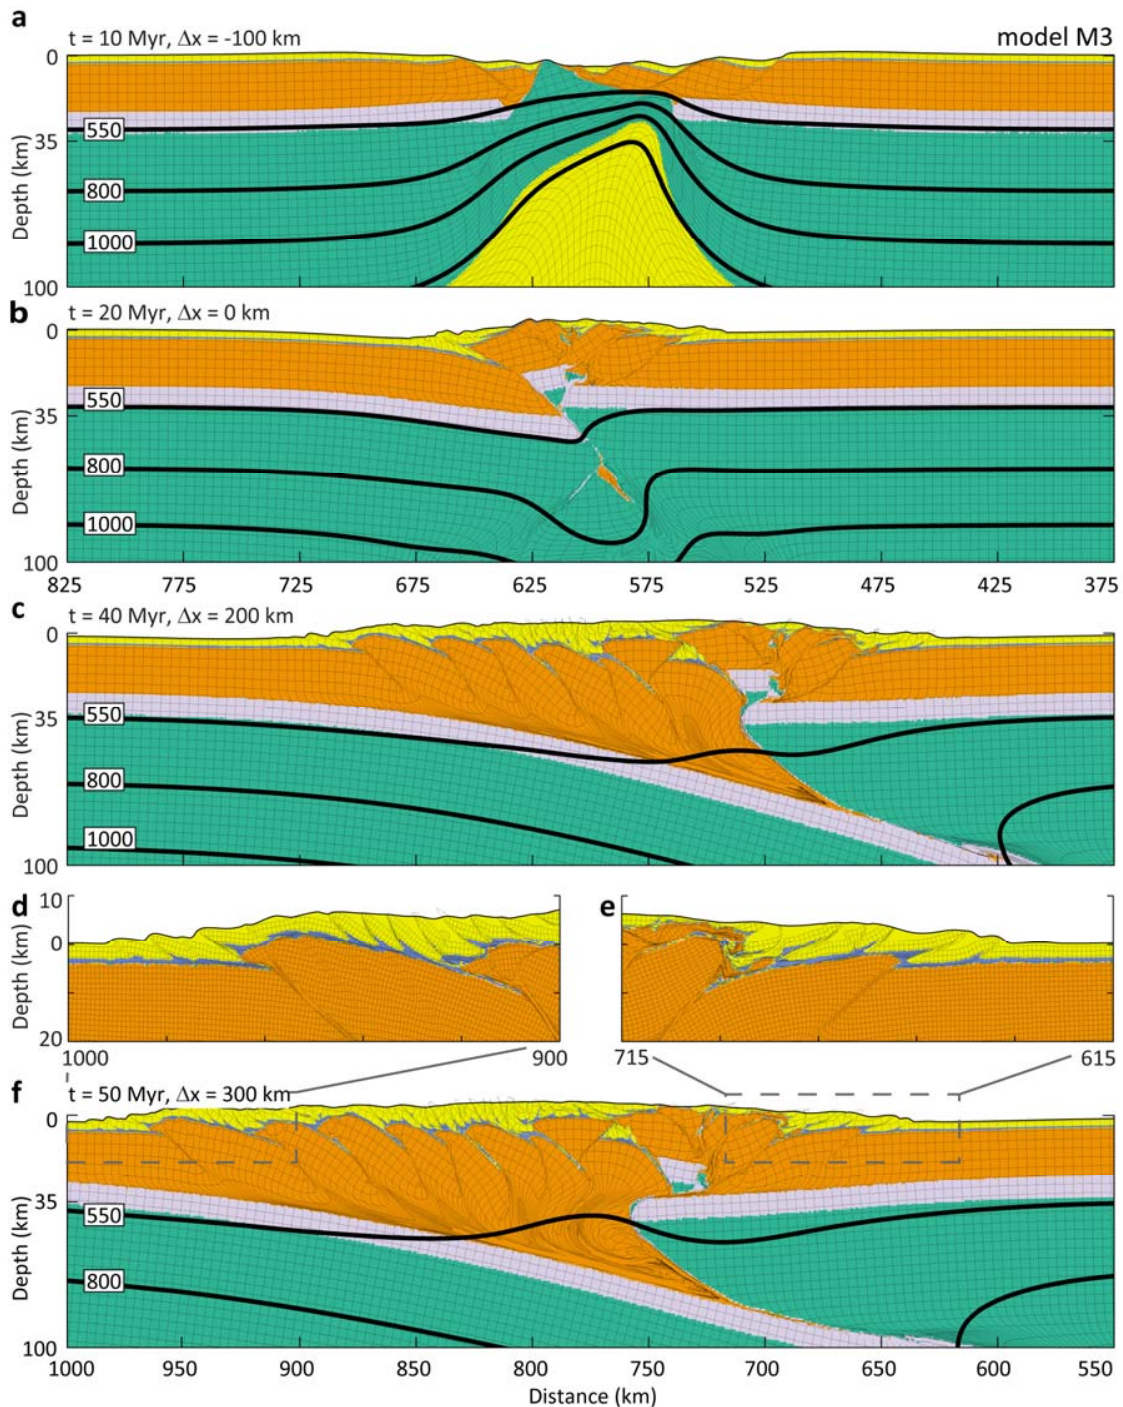 a
t = 10 Myr, Δx = -100 km
model M3
0
35
100
Depth (km)
550
800
1000
b
t = 20 Myr, Δx = 0 km
0
35
100
Depth (km)
550
800
1000
825 775 725 675 625 575 525 475 425 375
c
t = 40 Myr, Δx = 200 km
0
35
100
Depth (km)
550
800
1000
d
10
0
20
Depth (km)
1000 900
e
715 615
f
t = 50 Myr, Δx = 300 km
0
35
100
Depth (km)
550
800
1000 950 900 850 800 750 700 650 600 550
Distance (km)